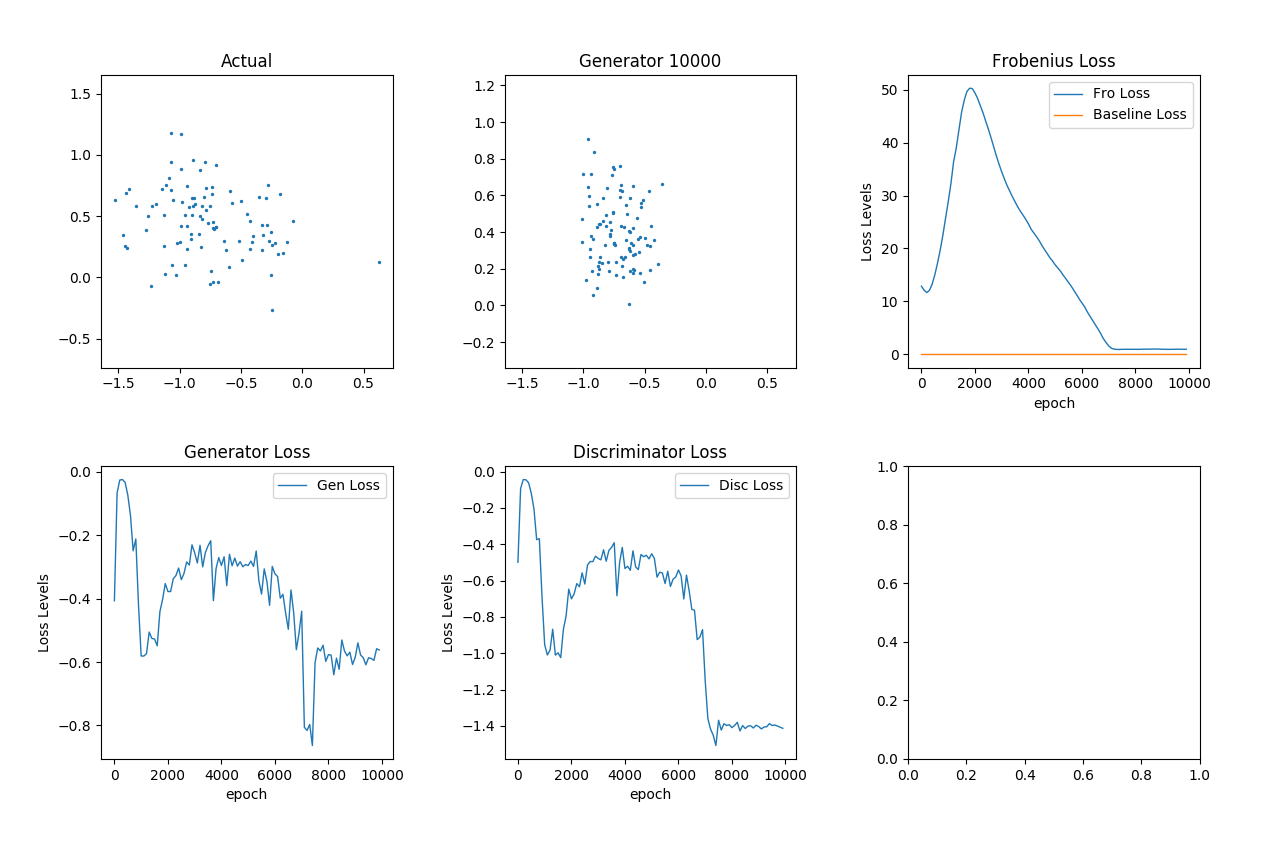 Actual
1.5
1.0
0.5
0.0
−0.5
−1.5 −1.0 −0.5 0.0 0.5
Generator 10000
1.2
1.0
0.8
0.6
0.4
0.2
0.0
−0.2
−1.5 −1.0 −0.5 0.0 0.5
Frobenius Loss
Fro Loss
Baseline Loss
Loss Levels
50
40
30
20
10
0
0 2000 4000 6000 8000 10000
epoch
Generator Loss
Gen Loss
Loss Levels
0.0
−0.2
−0.4
−0.6
−0.8
0 2000 4000 6000 8000 10000
epoch
Discriminator Loss
Disc Loss
Loss Levels
0.0
−0.2
−0.4
−0.6
−0.8
−1.0
−1.2
−1.4
0 2000 4000 6000 8000 10000
epoch
1.0
0.8
0.6
0.4
0.2
0.0
0.0 0.2 0.4 0.6 0.8 1.0